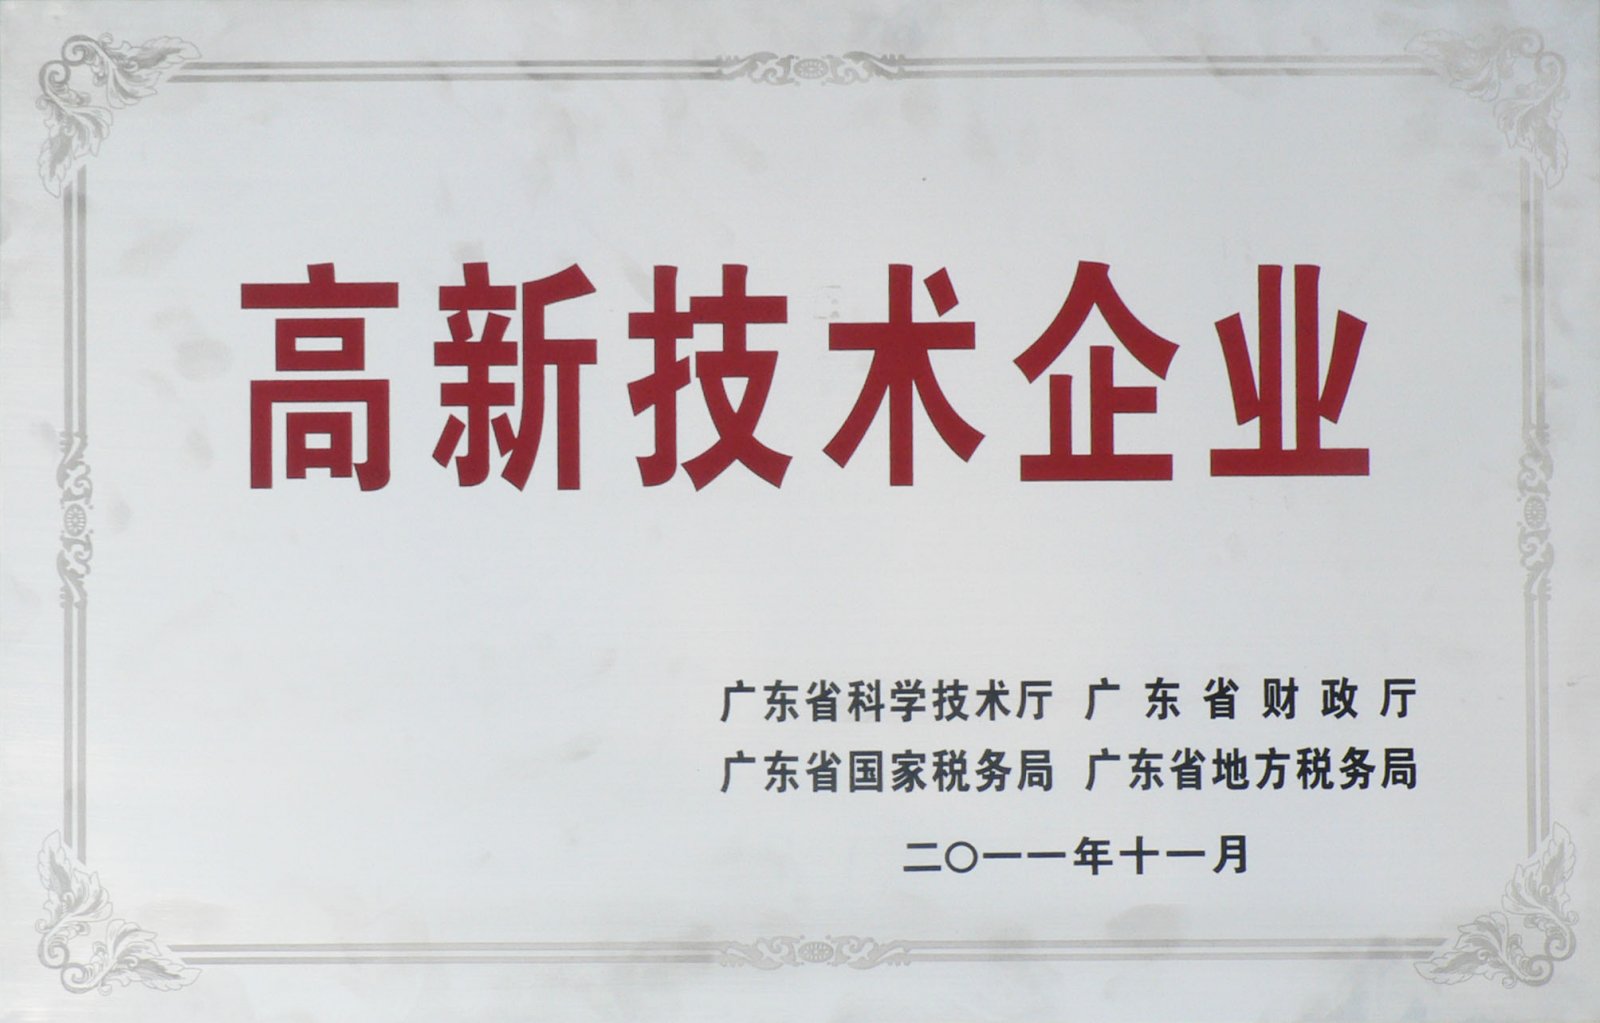 高新技术企业
广东省科学技术厅 广东省财政厅
广东省国家税务局 广东省地方税务局
二〇一一年十一月